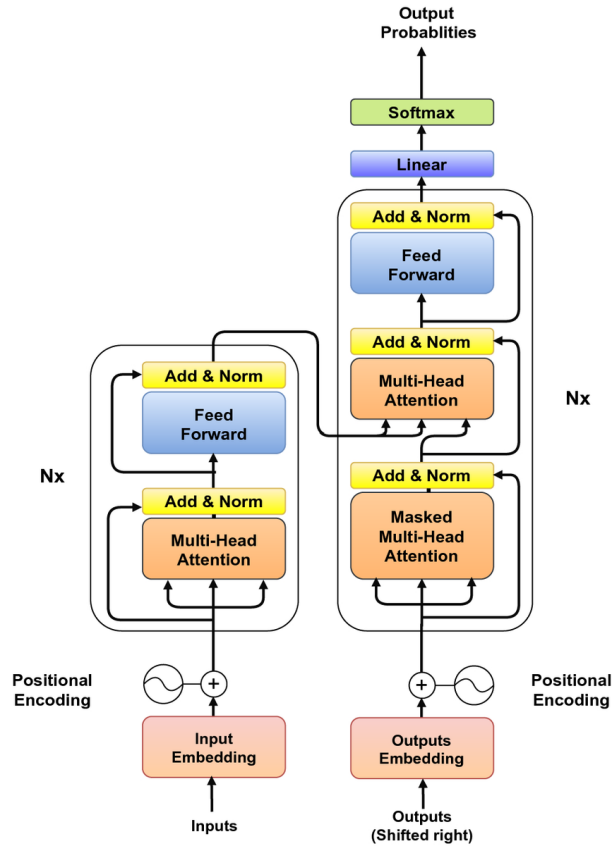 Output
Probablities
Softmax
Linear
Add & Norm
Feed
Forward
Add & Norm
Multi-Head
Attention
Nx
Add & Norm
Masked
Multi-Head
Attention
Add & Norm
Feed
Forward
Nx
Add & Norm
Multi-Head
Attention
Positional
Encoding
+
+
Positional
Encoding
Input
Embedding
Outputs
Embedding
Inputs
Outputs
(Shifted right)